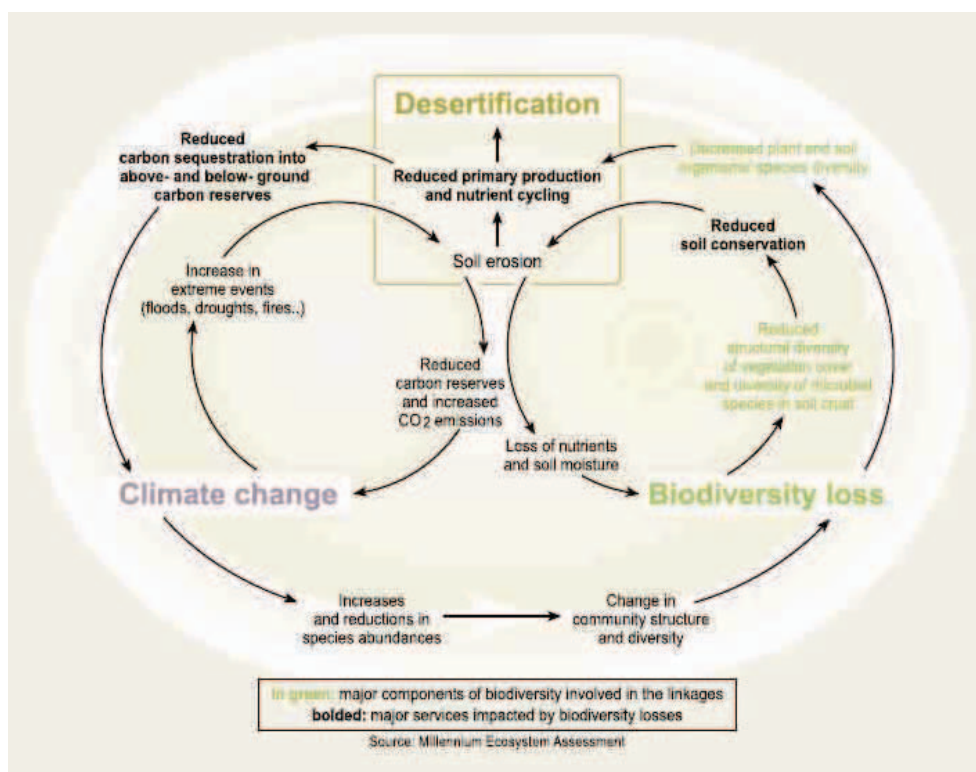 Desertification
Reduced
carbon sequestration into
above- and below- ground
carbon reserves
Reduced primary production
and nutrient cycling
Decreased plant and soil
organisms' species diversity
Reduced
soil conservation
Soil erosion
Increase in
extreme events
(floods, droughts, fires..)
Reduced
structural diversity
of vegetation cover
and diversity of microbial
species in soil crust
Reduced
carbon reserves
and increased
CO2 emissions
Loss of nutrients
and soil moisture
Climate change
Biodiversity loss
Increases
and reductions in
species abundances
Change in
community structure
and diversity
In green: major components of biodiversity involved in the linkages
bolded: major services impacted by biodiversity losses
Source: Millennium Ecosystem Assessment